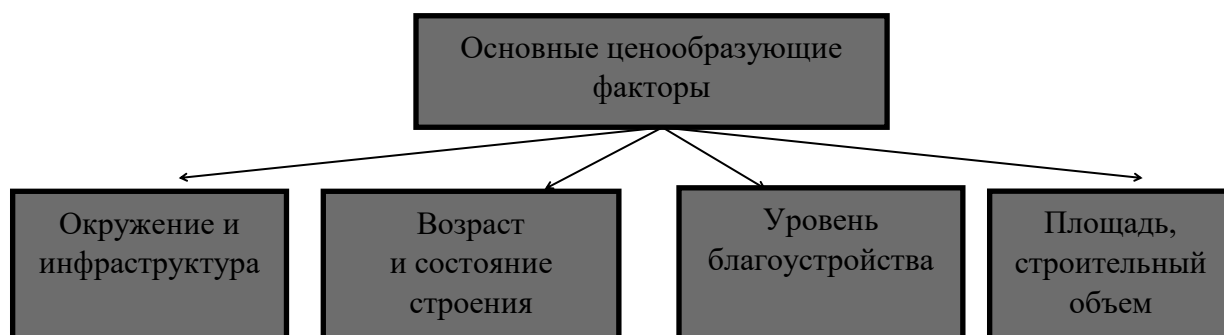 Основные ценообразующие
факторы
Окружение и
инфраструктура
Возраст
и состояние
строения
Уровень
благоустройства
Площадь,
строительный
объем